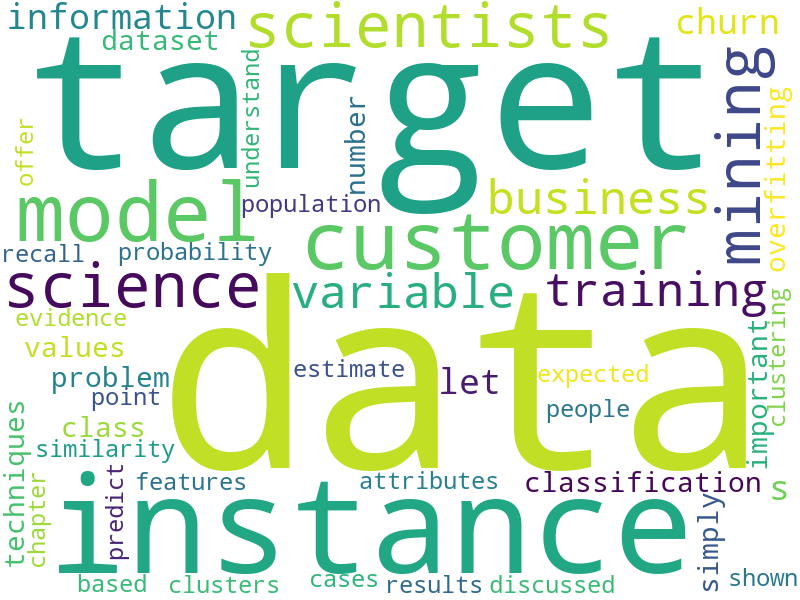 information
scientists
churn
dataset
target
understand
number
offer
mining
overfitting
model
population
business
customer
recall
probability
science
variable
training
evidence
values
data
important
clustering
problem
estimate
let
expected
point
people
class
similarity
techniques
chapter
predict
features
attributes
classification
s
instance
simply
based
clusters
cases
results
discussed
shown